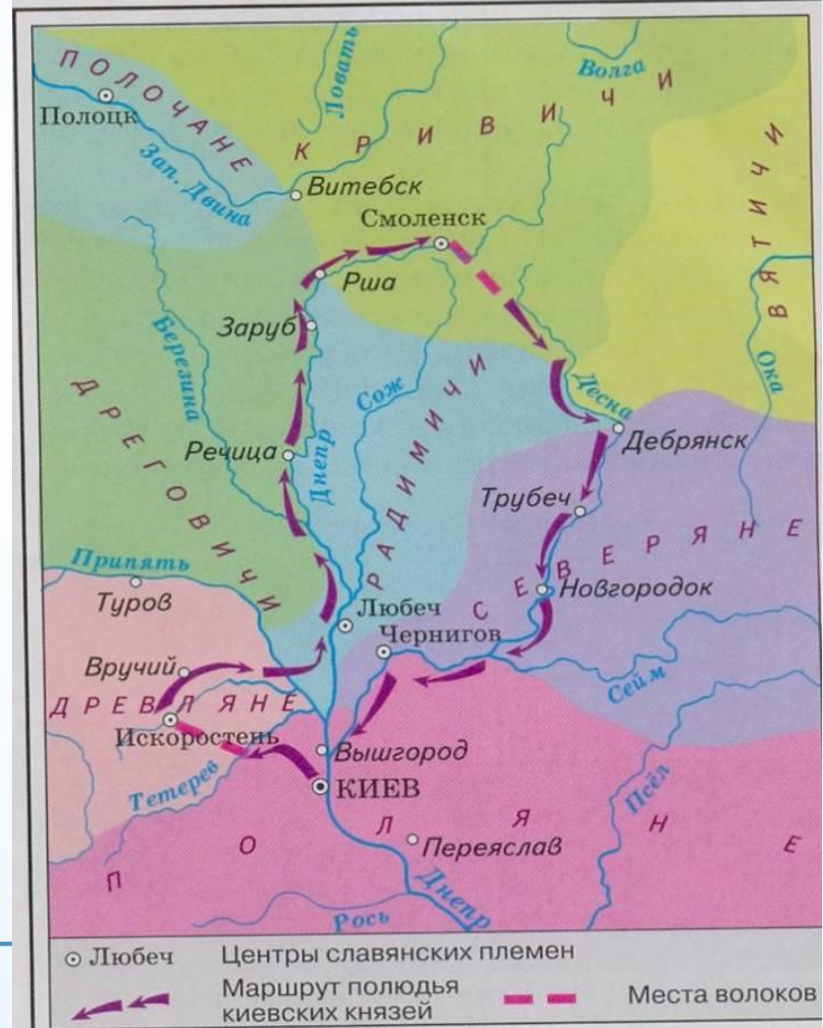 ПОЛОЧАНЕ
Полоцк
Зап. Двина
Ловать
Волга
КРИВИЧИ
Витебск
Смоленск
ВЯТИЧИ
Рша
Заруб
Березина
Сож
Десна
Ока
ДРЕГОВИЧИ
Речица
Днепр
РАДИМИЧИ
Дебрянск
Трубеч
СЕВЕРЯНЕ
Припять
Туров
Новгородок
Любеч
Чернигов
Вручий
Сейм
ДРЕВЛЯНЕ
Искоростень
Вышгород
Тетерев
КИЕВ
Псёл
ПОЛЯНЕ
Переяслав
Днепр
Рось
Любеч Центры славянских племен
Маршрут полюдья
киевских князей
Места волоков